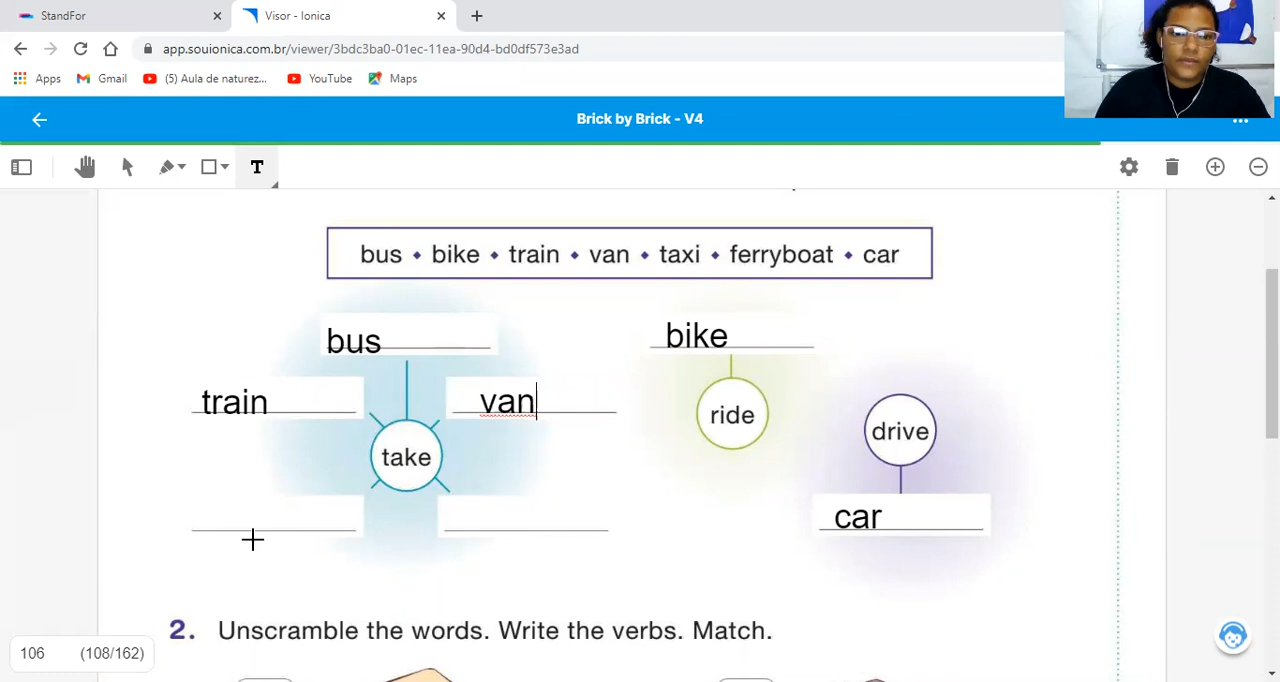 StandFor
Visor - Ionica
app.souionica.com.br/viewer/3bdc3ba0-01ec-11ea-90d4-bd0df573e3ad
Apps Gmail (5) Aula de naturez... YouTube Maps
Brick by Brick - V4
T
bus • bike • train • van • taxi • ferryboat • car
bus
bike
train
van
ride
drive
take
car
2. Unscramble the words. Write the verbs. Match.
106 (108/162)